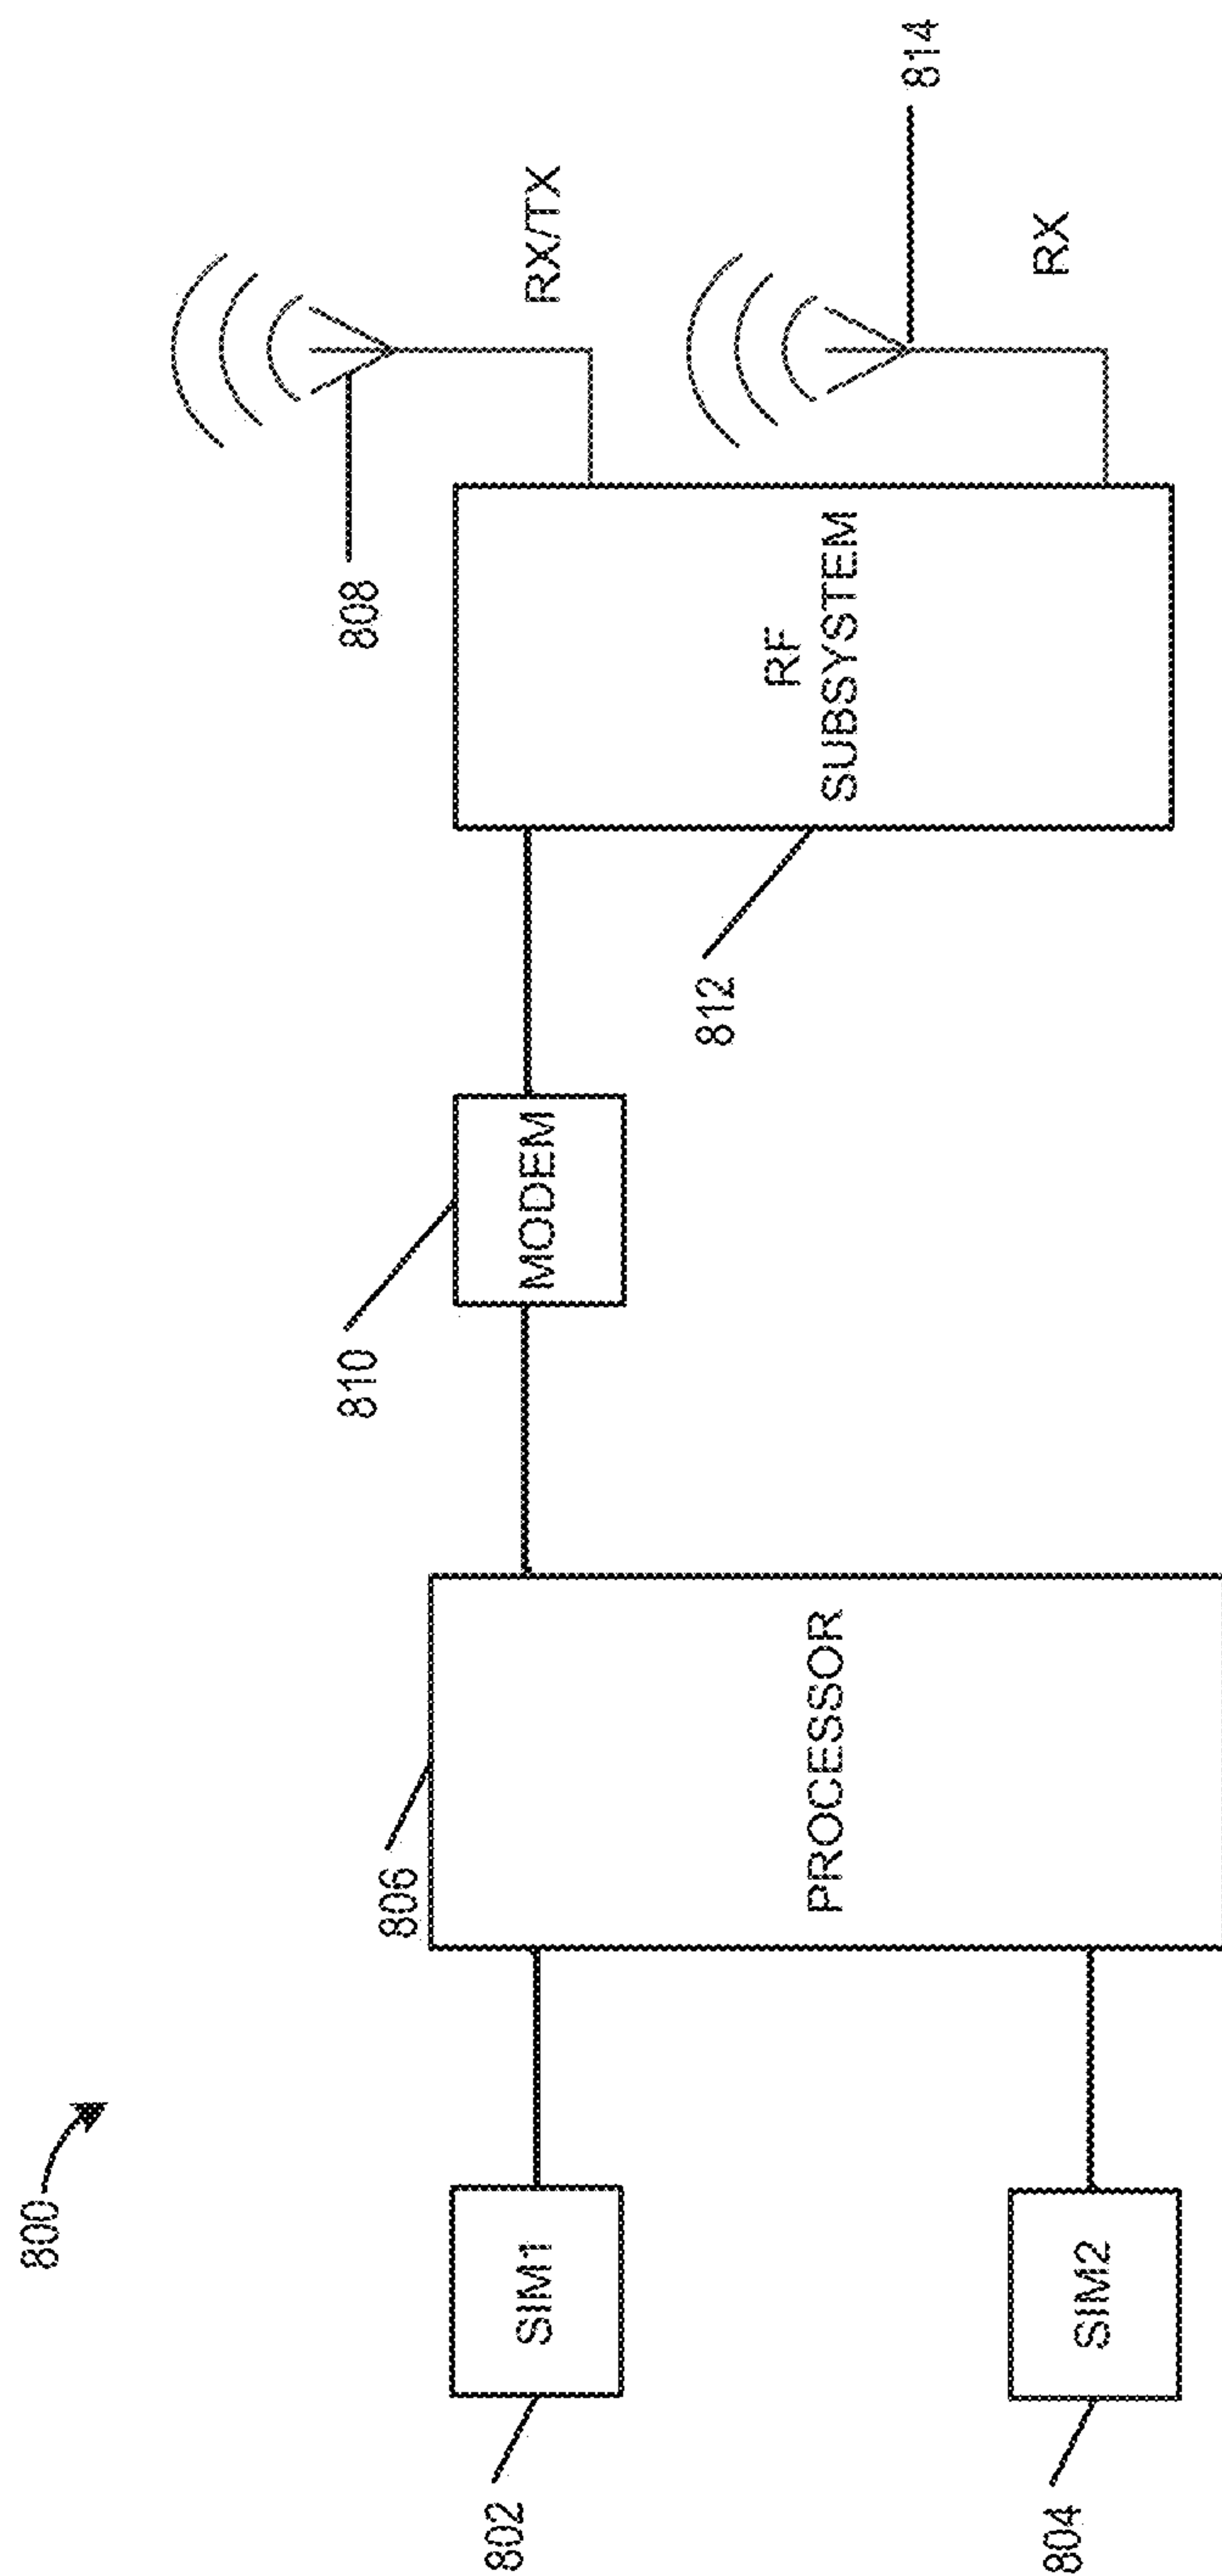 800
802
SIM1
804
SIM2
806
PROCESSOR
810
MODEM
812
RF
SUBSYSTEM
808
RX/TX
814
RX